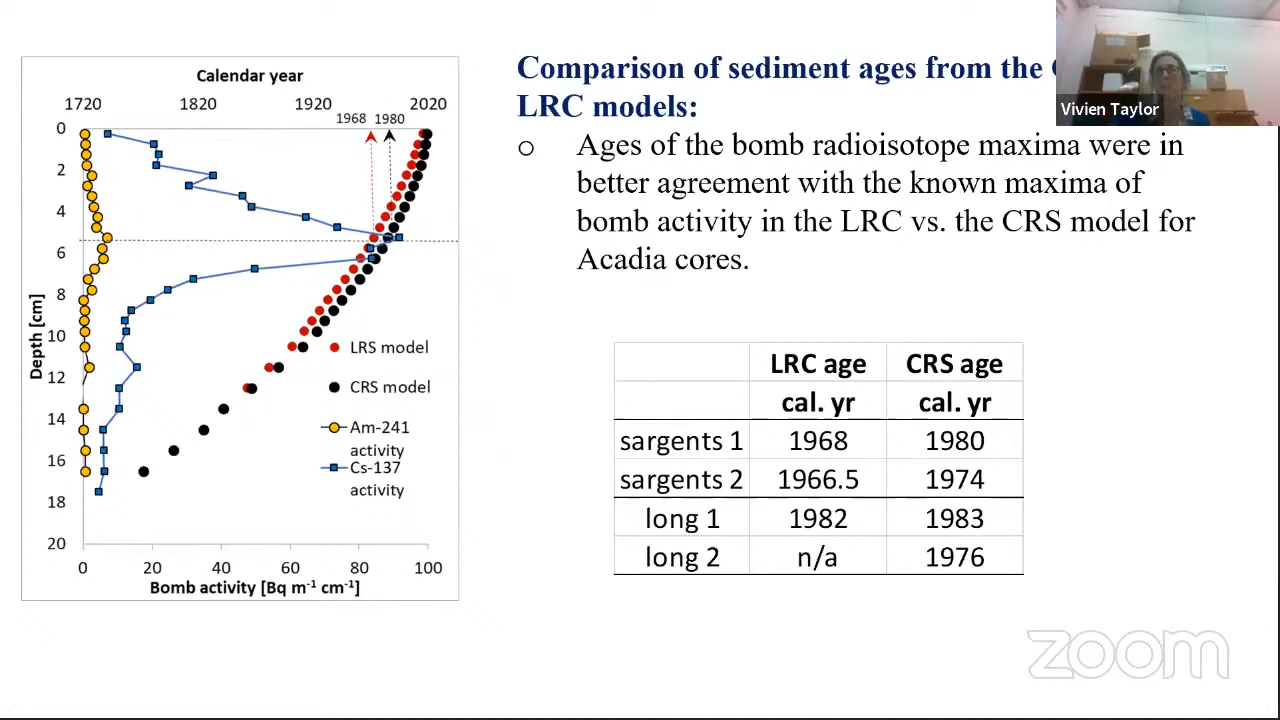 Calendar year
1720 1820 1920 2020
1968 1980
0
2
4
6
8
10
12
14
16
18
20
Depth [cm]
LRS model
CRS model
Am-241
activity
Cs-137
activity
0 20 40 60 80 100
Bomb activity [Bq m⁻¹ cm⁻¹]
Comparison of sediment ages from the
LRC models:
Vivien Taylor
o Ages of the bomb radioisotope maxima were in
better agreement with the known maxima of
bomb activity in the LRC vs. the CRS model for
Acadia cores.
LRC age CRS age
cal. yr cal. yr
sargents 1 1968 1980
sargents 2 1966.5 1974
long 1 1982 1983
long 2 n/a 1976
zoom